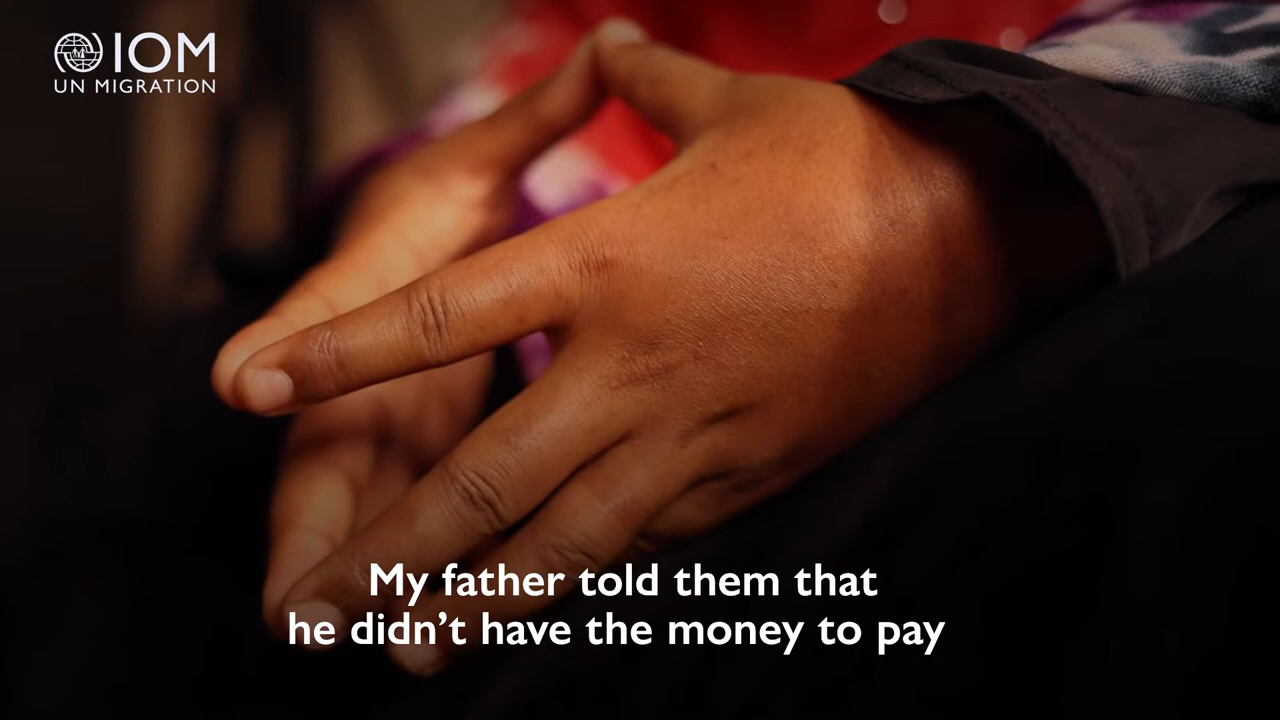 IOM
UN MIGRATION
My father told them that
he didn’t have the money to pay